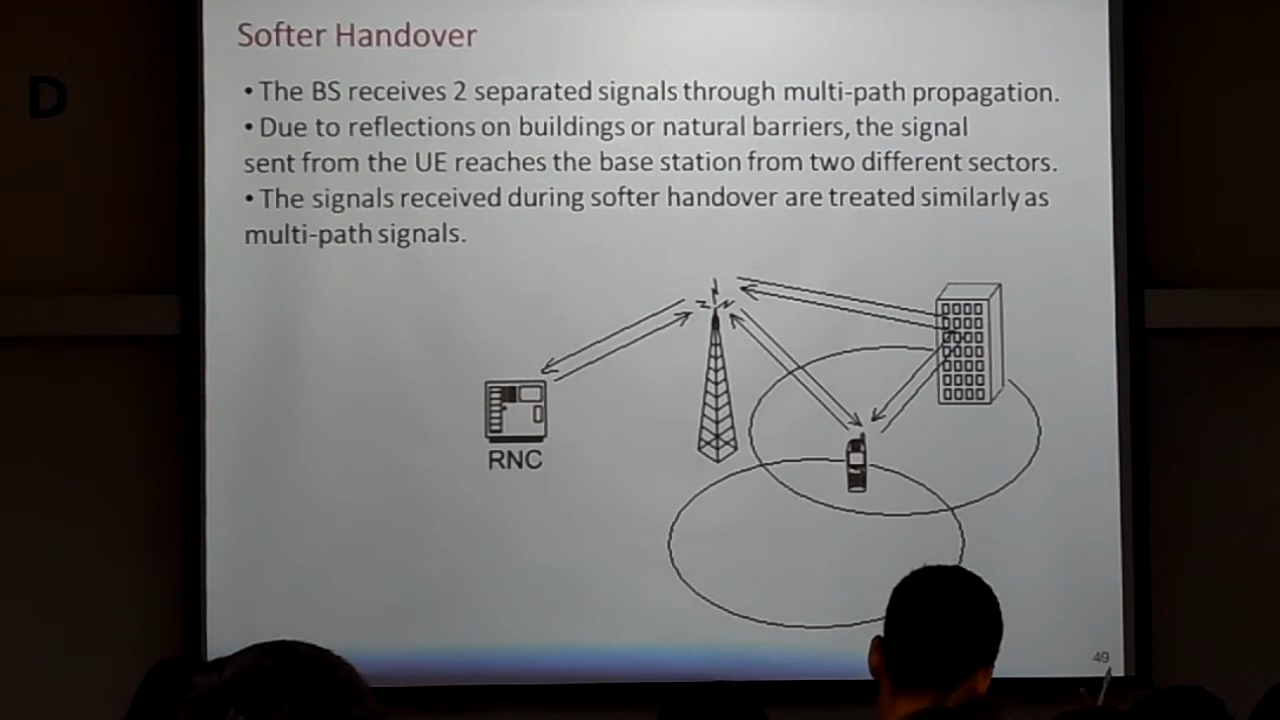 D
Softer Handover
• The BS receives 2 separated signals through multi-path propagation.
• Due to reflections on buildings or natural barriers, the signal
sent from the UE reaches the base station from two different sectors.
• The signals received during softer handover are treated similarly as
multi-path signals.
RNC
49